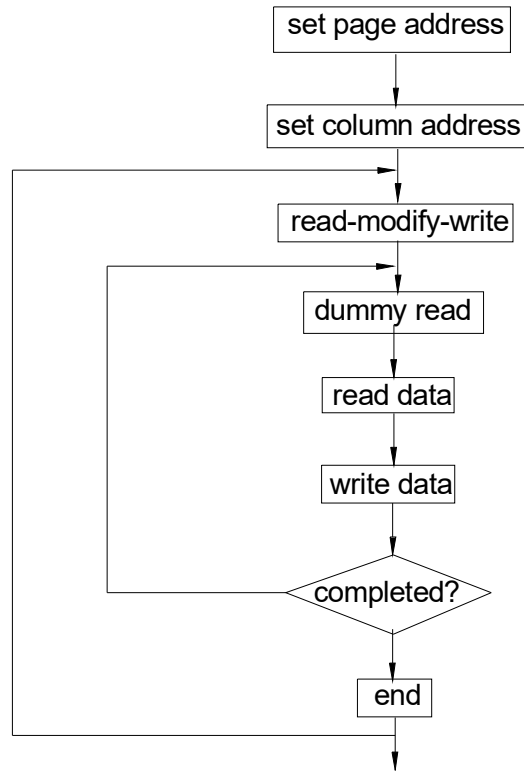 set page address
set column address
read-modify-write
dummy read
read data
write data
completed?
end